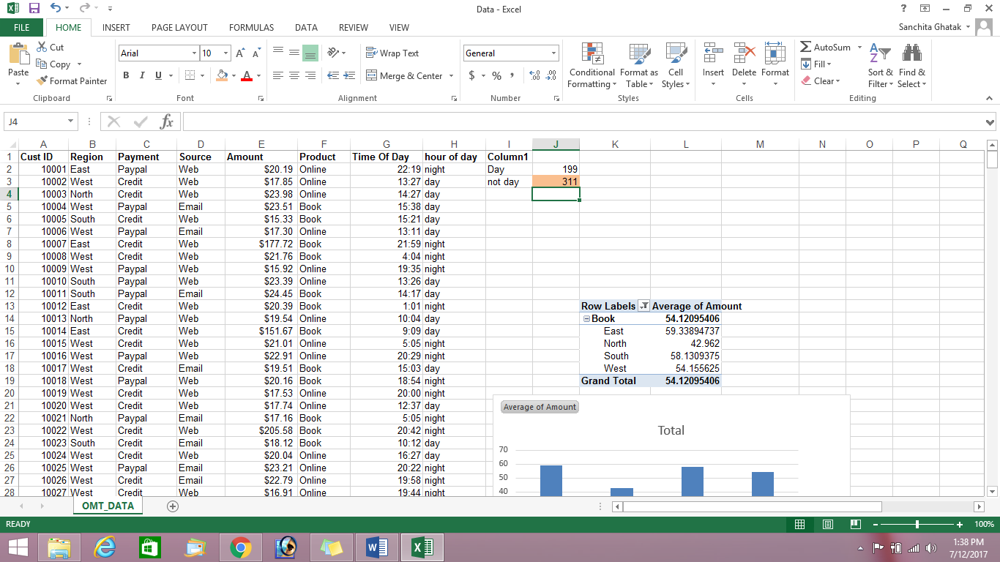 Data - Excel
FILE HOME INSERT PAGE LAYOUT FORMULAS DATA REVIEW VIEW Sanchita Ghatak
Paste Cut Copy Format Painter Clipboard
Arial 10 B I U Font
Wrap Text Merge & Center Alignment
General $ % Number
Conditional Formatting Format as Table Cell Styles Styles
Insert Delete Format Cells
AutoSum Fill Clear Sort & Filter Find & Select Editing
J4 fx
A B C D E F G H I J K L M N O P Q
1 Cust ID Region Payment Source Amount Product Time Of Day hour of day Column1
2 10001 East Paypal Web $20.19 Online 22:19 night Day 199
3 10002 West Credit Web $17.85 Online 13:27 day not day 311
4 10003 North Credit Web $23.98 Online 14:27 day
5 10004 West Paypal Email $23.51 Book 15:38 day
6 10005 South Credit Web $15.33 Book 15:21 day
7 10006 West Paypal Email $17.30 Online 13:11 day
8 10007 East Credit Web $177.72 Book 21:59 night
9 10008 West Credit Web $21.76 Book 4:04 night
10 10009 West Paypal Web $15.92 Online 19:35 night
11 10010 South Paypal Web $23.39 Online 13:26 day
12 10011 South Paypal Email $24.45 Book 14:17 day
13 10012 East Credit Web $20.39 Book 1:01 night Row Labels Average of Amount
14 10013 North Paypal Web $19.54 Online 10:04 day Book 54.12095406
15 10014 East Credit Web $151.67 Book 9:09 day East 59.33894737
16 10015 West Credit Web $21.01 Online 5:05 night North 42.962
17 10016 West Paypal Web $22.91 Online 20:29 night South 58.1309375
18 10017 West Credit Email $19.51 Book 15:03 day West 54.155625
19 10018 West Paypal Web $20.16 Book 18:54 night Grand Total 54.12095406
20 10019 West Credit Web $17.53 Online 20:00 night
21 10020 West Credit Web $17.74 Online 12:37 day Average of Amount
22 10021 North Paypal Email $17.16 Book 5:05 night
23 10022 West Credit Web $205.58 Book 20:42 night Total
24 10023 South Credit Email $18.12 Book 10:12 day 70
25 10024 West Credit Web $20.04 Online 16:27 day 60
26 10025 West Paypal Email $23.21 Online 20:22 night 50
27 10026 West Credit Email $22.79 Online 19:58 night 40
28 10027 West Credit Web $16.91 Online 19:44 night
OMT_DATA
READY 100%
1:38 PM
7/12/2017